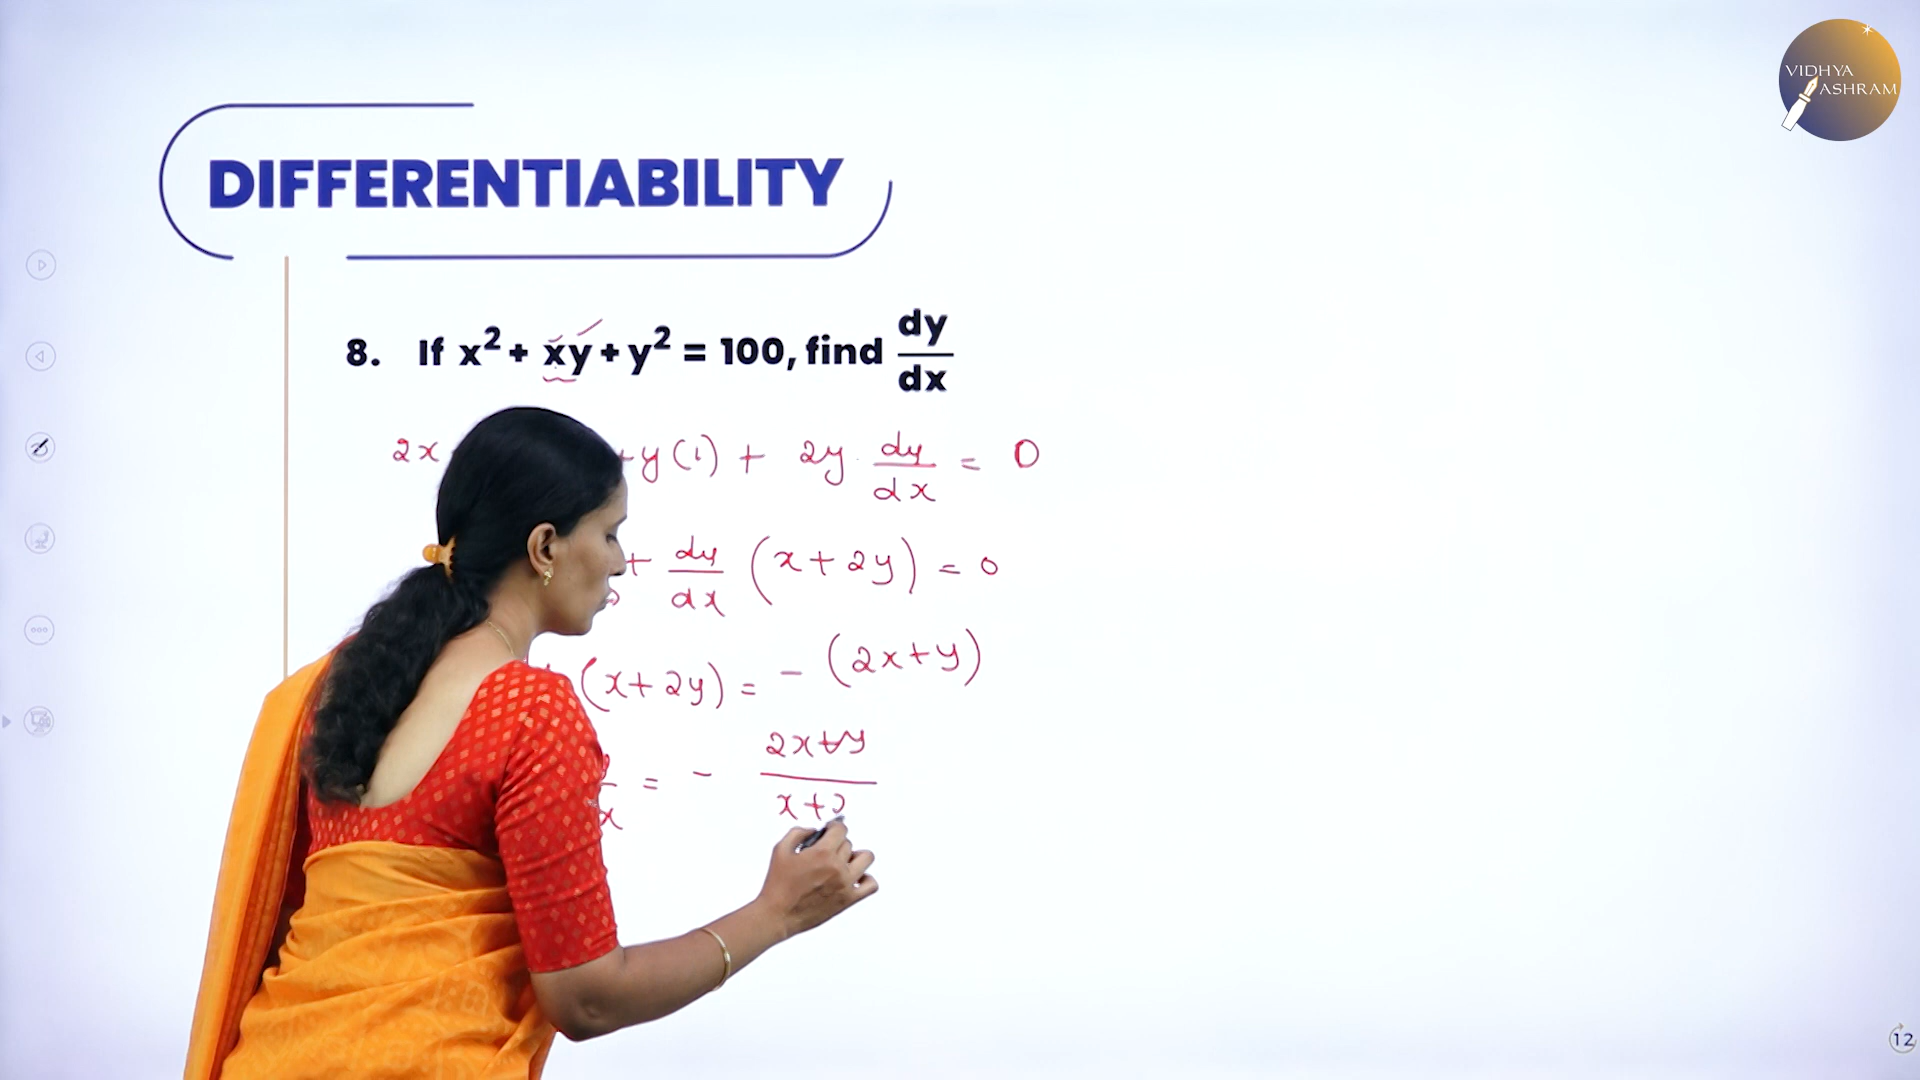 VIDHYA
ASHRAM
DIFFERENTIABILITY
8. If x² + xy + y² = 100, find dy/dx
2x + y(1) + 2y · dy/dx = 0
+ dy/dx (x + 2y) = 0
(x + 2y) = - (2x + y)
= - 2x+y / x+2
12